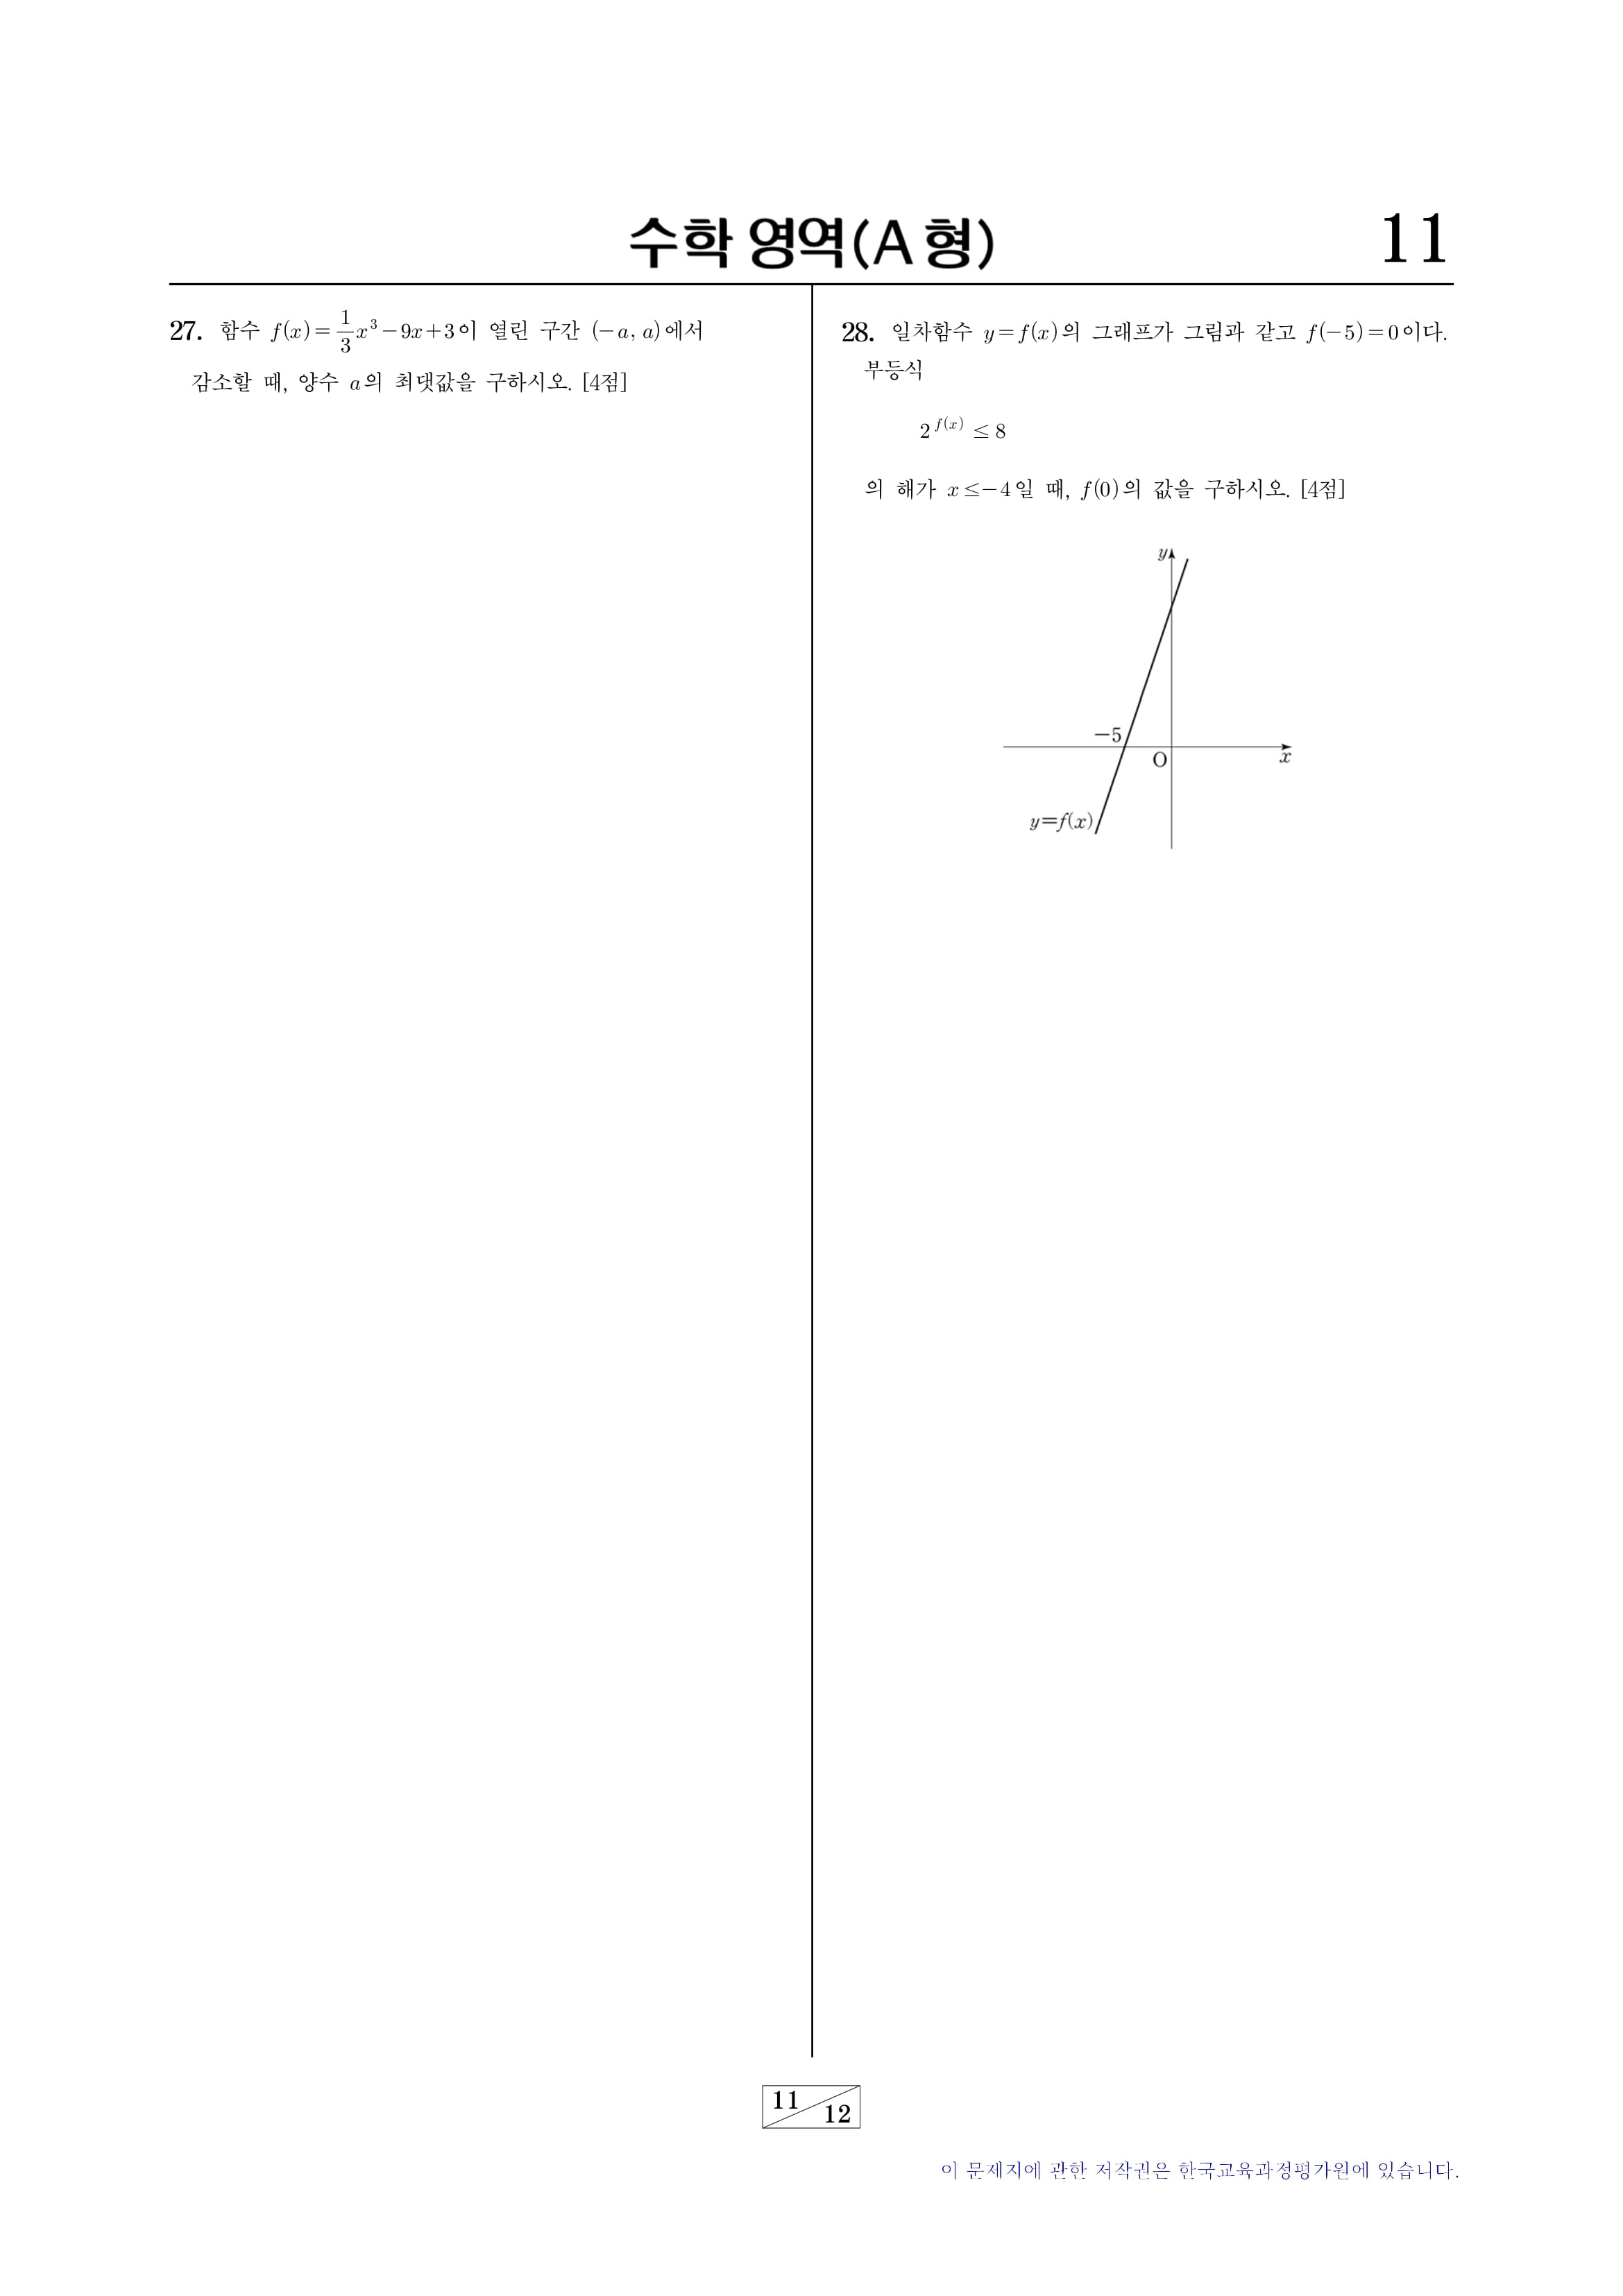 수학 영역(A 형)
11
27. 함수 f(x)=\frac{1}{3}x^3-9x+3이 열린 구간 (-a, a)에서
감소할 때, 양수 a의 최댓값을 구하시오. [4점]
28. 일차함수 y=f(x)의 그래프가 그림과 같고 f(-5)=0이다.
부등식
2^{f(x)} ≤ 8
의 해가 x≤-4일 때, f(0)의 값을 구하시오. [4점]
y
-5
O
x
y=f(x)
11
12
이 문제지에 관한 저작권은 한국교육과정평가원에 있습니다.